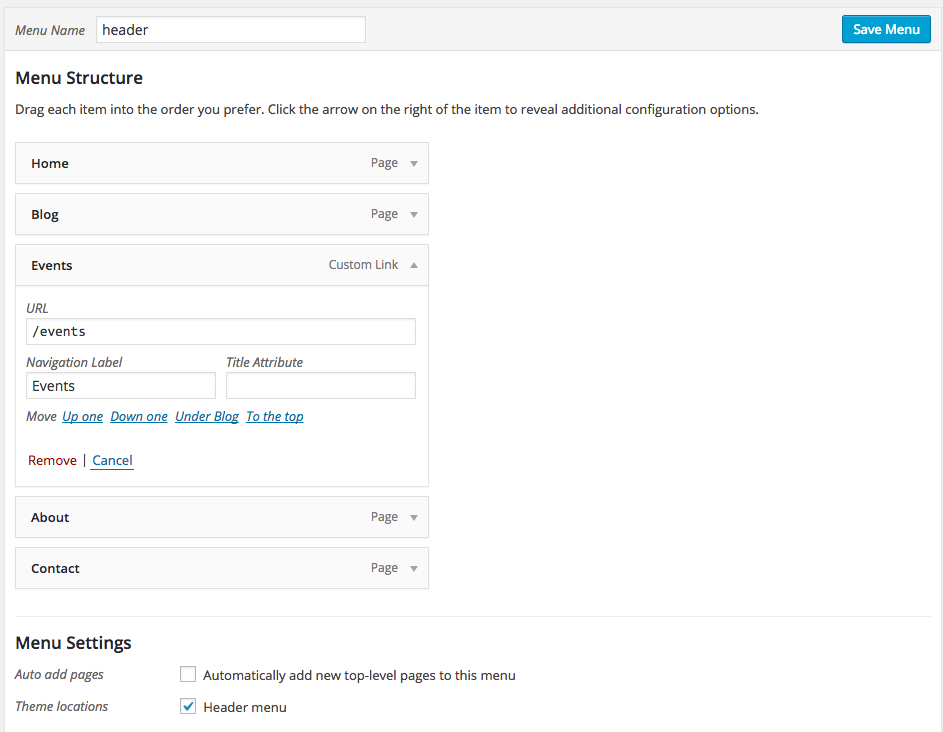 Menu Name header Save Menu
Menu Structure
Drag each item into the order you prefer. Click the arrow on the right of the item to reveal additional configuration options.
Home Page
Blog Page
Events Custom Link
URL
/events
Navigation Label Title Attribute
Events
Move Up one Down one Under Blog To the top
Remove | Cancel
About Page
Contact Page
Menu Settings
Auto add pages Automatically add new top-level pages to this menu
Theme locations Header menu